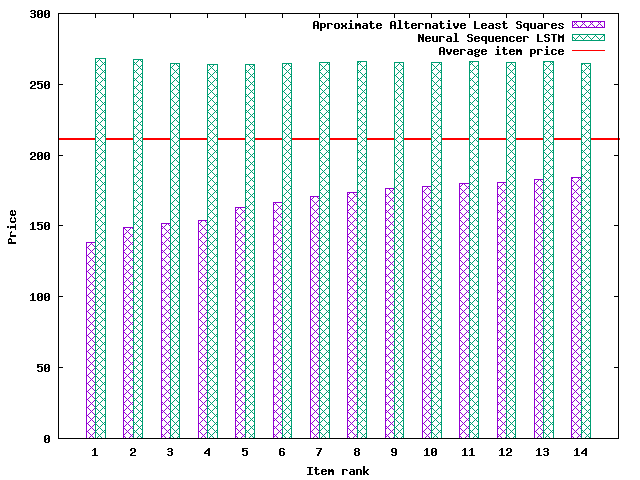 300
Aproximate Alternative Least Squares
Neural Sequencer LSTM
Average item price
250
200
150
100
50
0
Price
1 2 3 4 5 6 7 8 9 10 11 12 13 14
Item rank